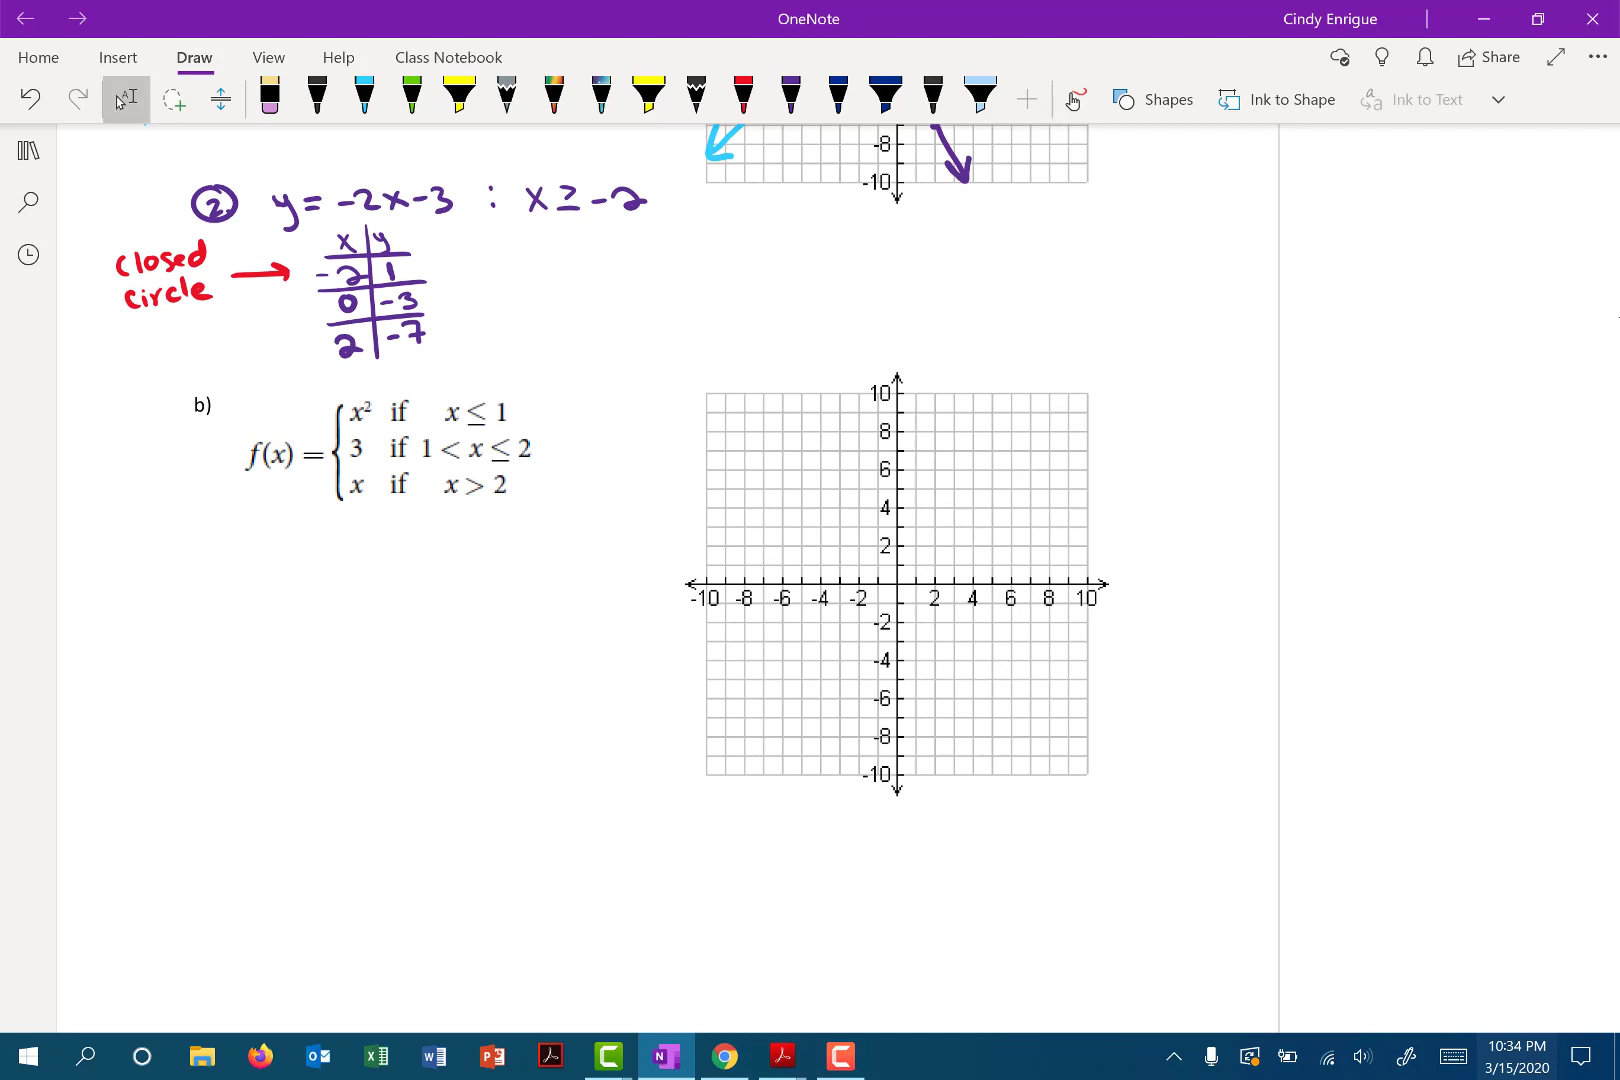 OneNote
Cindy Enrigue
Home Insert Draw View Help Class Notebook
Share
Shapes Ink to Shape Ink to Text
-8
-10
2. y = -2x-3 : x ≥ -2
x y
-2 1
0 -3
2 -7
closed
circle
b)
f(x) = { x² if x ≤ 1
3 if 1 < x ≤ 2
x if x > 2
10
8
6
4
2
-10 -8 -6 -4 -2 2 4 6 8 10
-2
-4
-6
-8
-10
10:34 PM
3/15/2020